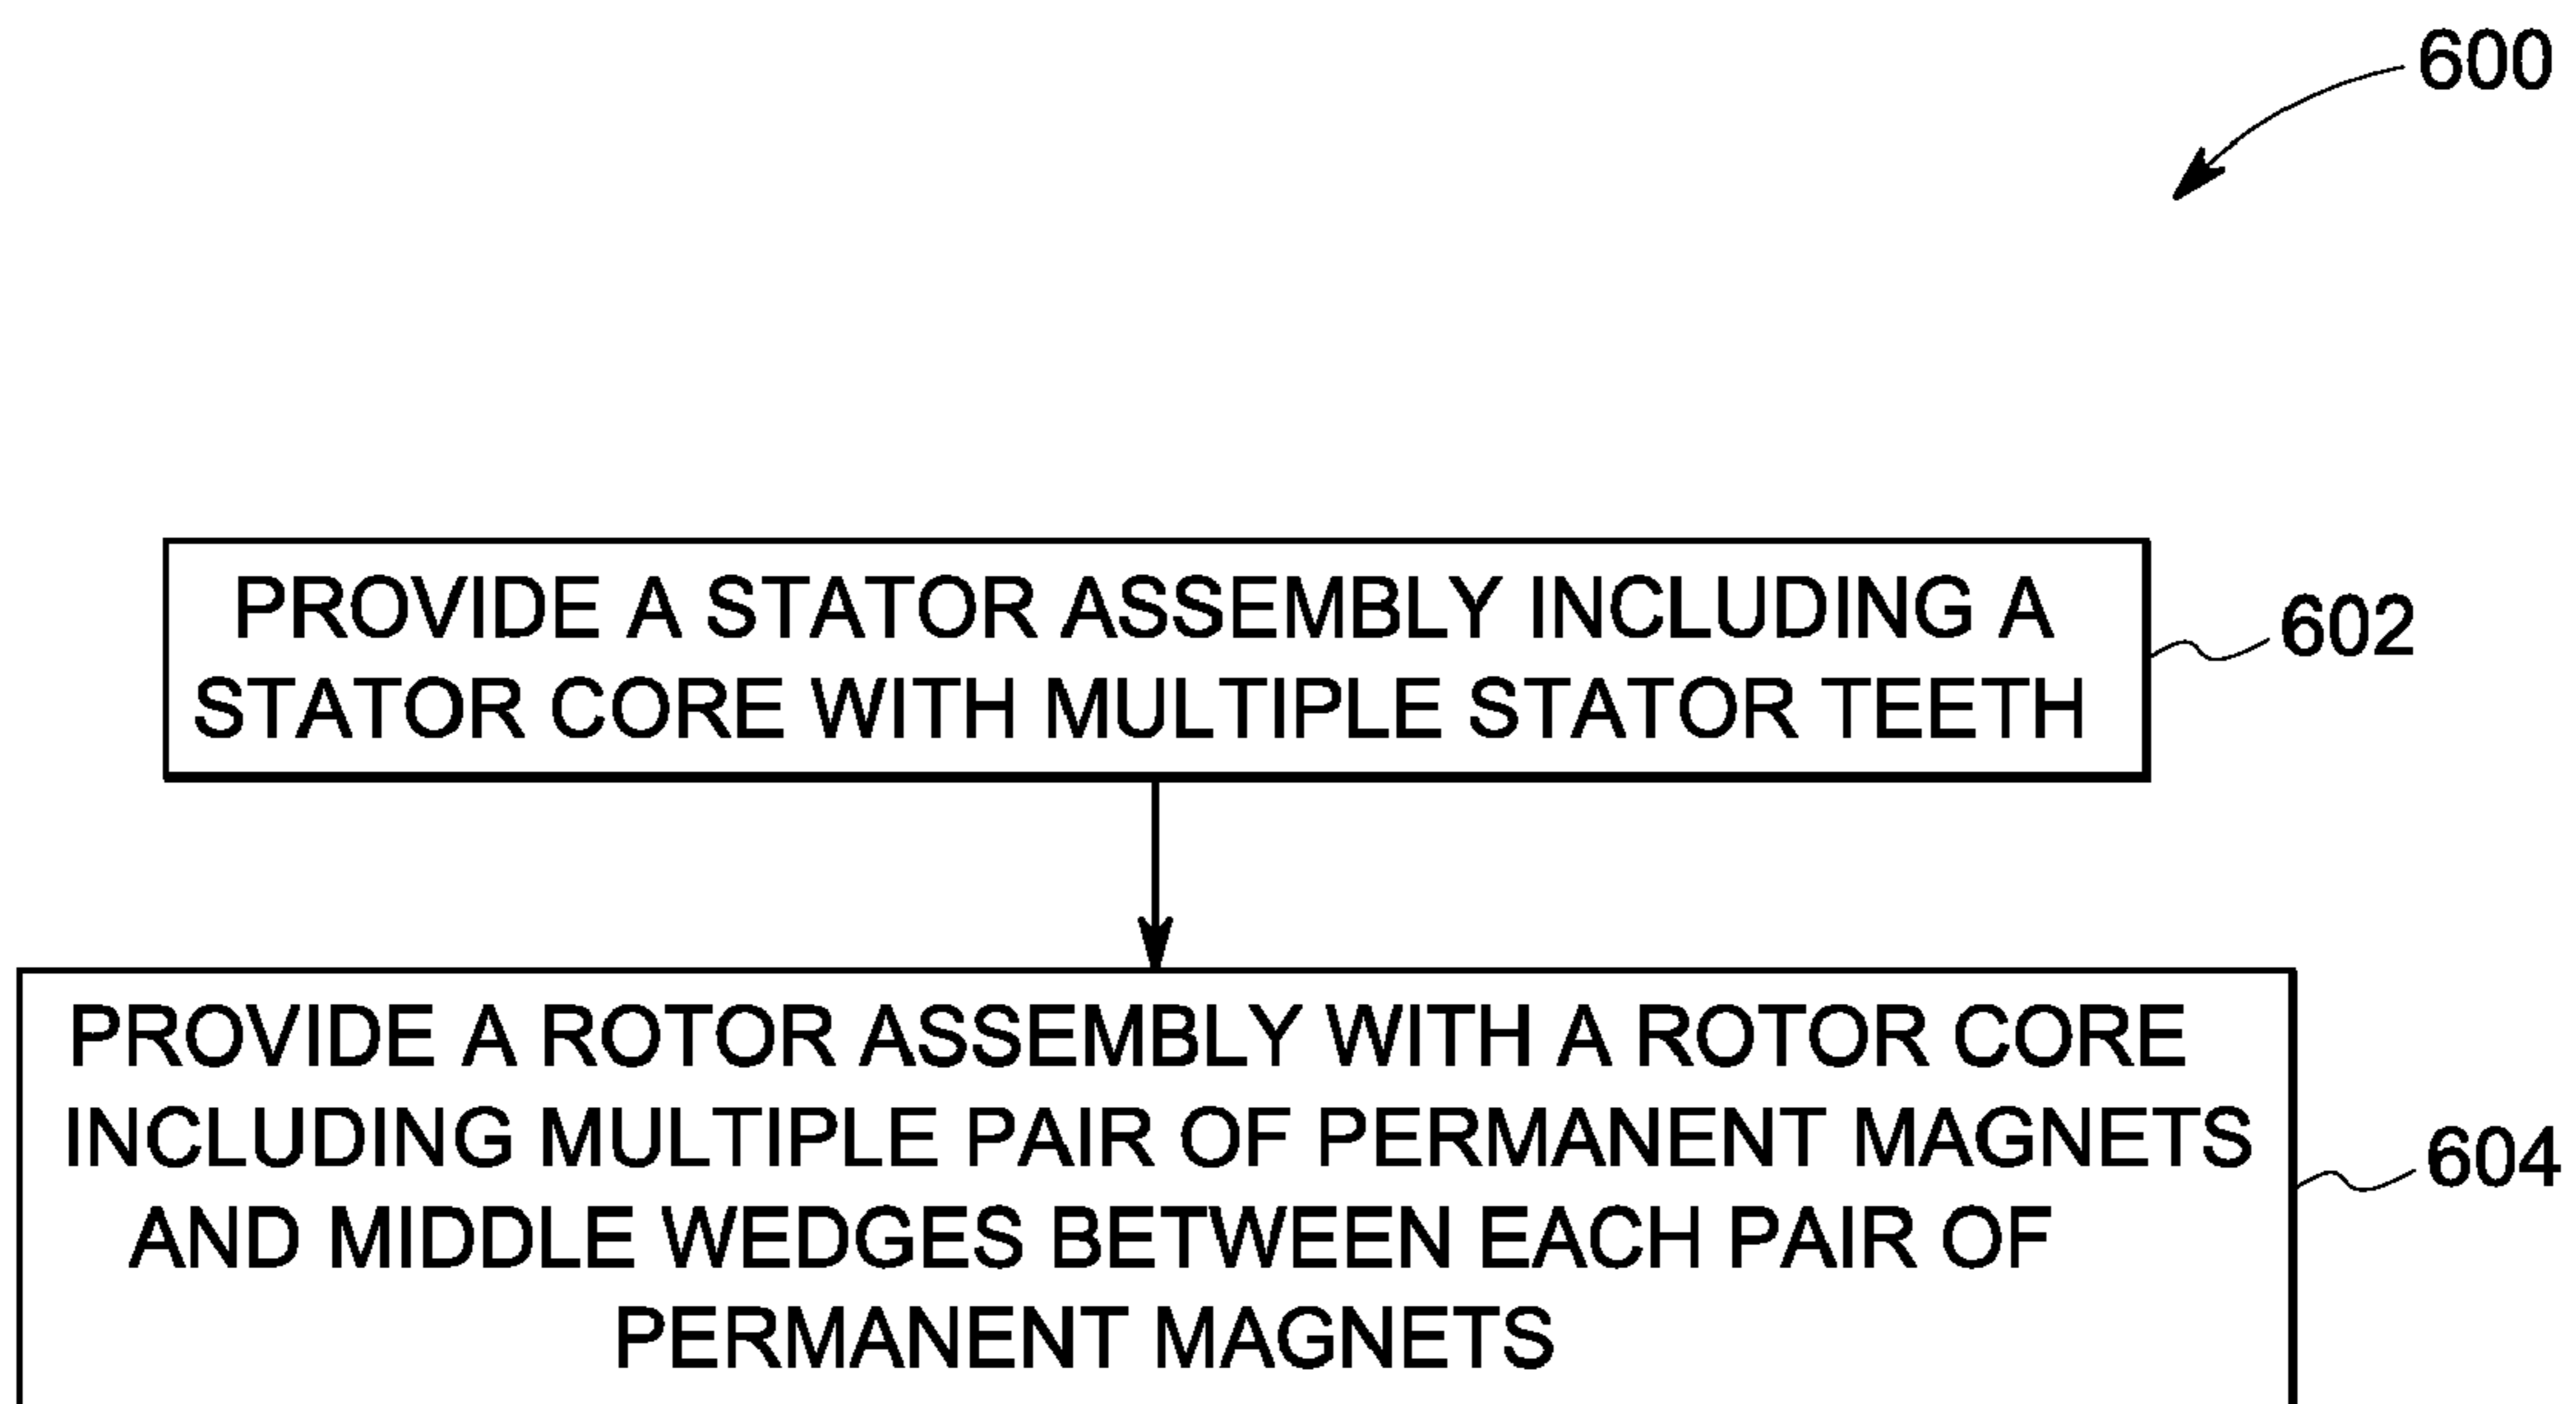 600
PROVIDE A STATOR ASSEMBLY INCLUDING A
STATOR CORE WITH MULTIPLE STATOR TEETH
602
PROVIDE A ROTOR ASSEMBLY WITH A ROTOR CORE
INCLUDING MULTIPLE PAIR OF PERMANENT MAGNETS
AND MIDDLE WEDGES BETWEEN EACH PAIR OF
PERMANENT MAGNETS
604